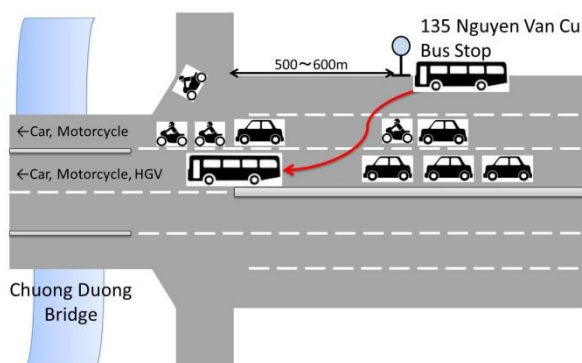 135 Nguyen Van Cu
Bus Stop
500~600m
←Car, Motorcycle
←Car, Motorcycle, HGV
Chuong Duong
Bridge